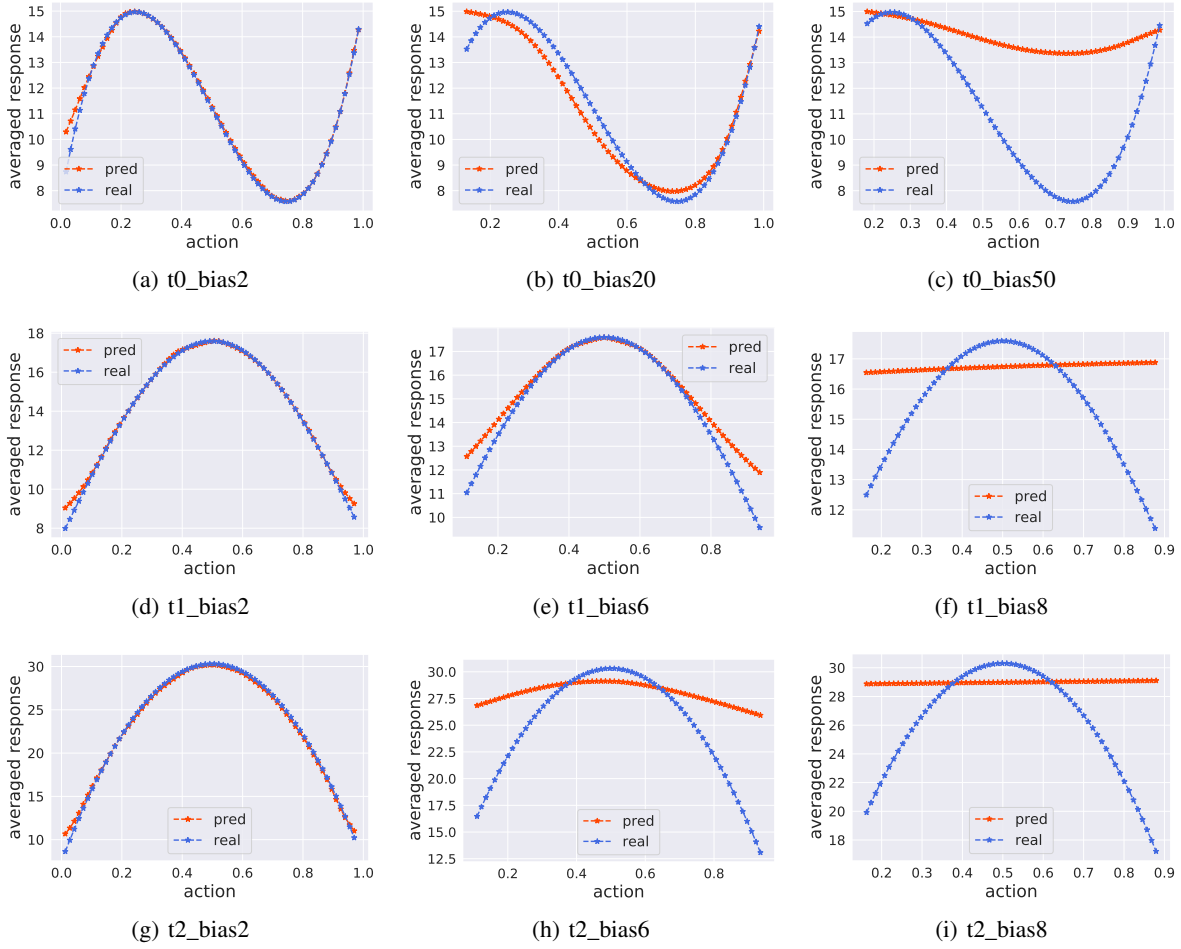 15
14
13
12
11
10
9
8
averaged response
pred
real
0.0 0.2 0.4 0.6 0.8 1.0
action
(a) t0_bias2
15
14
13
12
11
10
9
8
averaged response
pred
real
0.2 0.4 0.6 0.8 1.0
action
(b) t0_bias20
15
14
13
12
11
10
9
8
averaged response
pred
real
0.2 0.3 0.4 0.5 0.6 0.7 0.8 0.9 1.0
action
(c) t0_bias50
18
16
14
12
10
8
averaged response
pred
real
0.0 0.2 0.4 0.6 0.8 1.0
action
(d) t1_bias2
17
16
15
14
13
12
11
10
averaged response
pred
real
0.2 0.4 0.6 0.8
action
(e) t1_bias6
17
16
15
14
13
12
averaged response
pred
real
0.2 0.3 0.4 0.5 0.6 0.7 0.8 0.9
action
(f) t1_bias8
30
25
20
15
10
averaged response
pred
real
0.0 0.2 0.4 0.6 0.8 1.0
action
(g) t2_bias2
30.0
27.5
25.0
22.5
20.0
17.5
15.0
12.5
averaged response
pred
real
0.2 0.4 0.6 0.8
action
(h) t2_bias6
30
28
26
24
22
20
18
averaged response
pred
real
0.2 0.3 0.4 0.5 0.6 0.7 0.8 0.9
action
(i) t2_bias8